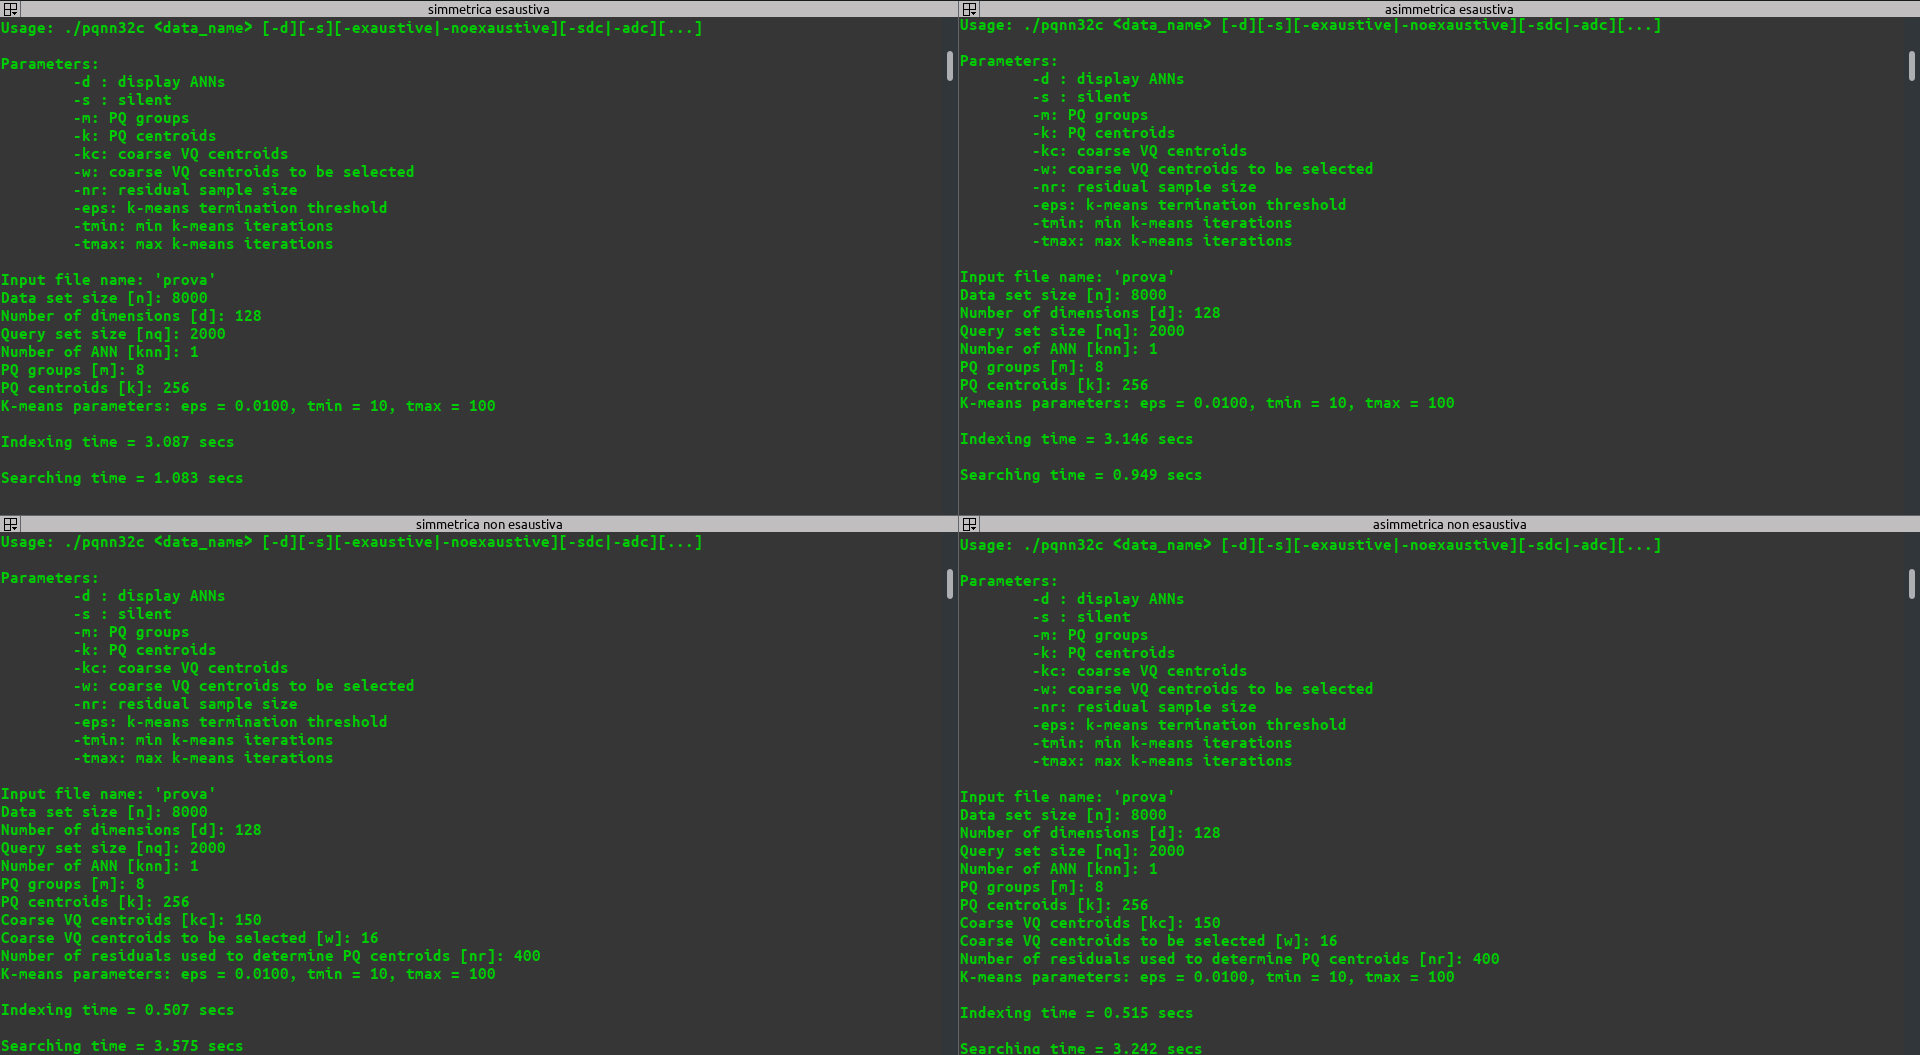 simmetrica esaustiva
Usage: ./pqnn32c <data_name> [-d][-s][-exaustive|-noexaustive][-sdc|-adc][...]
Parameters:
-d : display ANNs
-s : silent
-m: PQ groups
-k: PQ centroids
-kc: coarse VQ centroids
-w: coarse VQ centroids to be selected
-nr: residual sample size
-eps: k-means termination threshold
-tmin: min k-means iterations
-tmax: max k-means iterations
Input file name: 'prova'
Data set size [n]: 8000
Number of dimensions [d]: 128
Query set size [nq]: 2000
Number of ANN [knn]: 1
PQ groups [m]: 8
PQ centroids [k]: 256
K-means parameters: eps = 0.0100, tmin = 10, tmax = 100
Indexing time = 3.087 secs
Searching time = 1.083 secs
asimmetrica esaustiva
Usage: ./pqnn32c <data_name> [-d][-s][-exaustive|-noexaustive][-sdc|-adc][...]
Parameters:
-d : display ANNs
-s : silent
-m: PQ groups
-k: PQ centroids
-kc: coarse VQ centroids
-w: coarse VQ centroids to be selected
-nr: residual sample size
-eps: k-means termination threshold
-tmin: min k-means iterations
-tmax: max k-means iterations
Input file name: 'prova'
Data set size [n]: 8000
Number of dimensions [d]: 128
Query set size [nq]: 2000
Number of ANN [knn]: 1
PQ groups [m]: 8
PQ centroids [k]: 256
K-means parameters: eps = 0.0100, tmin = 10, tmax = 100
Indexing time = 3.146 secs
Searching time = 0.949 secs
simmetrica non esaustiva
Usage: ./pqnn32c <data_name> [-d][-s][-exaustive|-noexaustive][-sdc|-adc][...]
Parameters:
-d : display ANNs
-s : silent
-m: PQ groups
-k: PQ centroids
-kc: coarse VQ centroids
-w: coarse VQ centroids to be selected
-nr: residual sample size
-eps: k-means termination threshold
-tmin: min k-means iterations
-tmax: max k-means iterations
Input file name: 'prova'
Data set size [n]: 8000
Number of dimensions [d]: 128
Query set size [nq]: 2000
Number of ANN [knn]: 1
PQ groups [m]: 8
PQ centroids [k]: 256
Coarse VQ centroids [kc]: 150
Coarse VQ centroids to be selected [w]: 16
Number of residuals used to determine PQ centroids [nr]: 400
K-means parameters: eps = 0.0100, tmin = 10, tmax = 100
Indexing time = 0.507 secs
Searching time = 3.575 secs
asimmetrica non esaustiva
Usage: ./pqnn32c <data_name> [-d][-s][-exaustive|-noexaustive][-sdc|-adc][...]
Parameters:
-d : display ANNs
-s : silent
-m: PQ groups
-k: PQ centroids
-kc: coarse VQ centroids
-w: coarse VQ centroids to be selected
-nr: residual sample size
-eps: k-means termination threshold
-tmin: min k-means iterations
-tmax: max k-means iterations
Input file name: 'prova'
Data set size [n]: 8000
Number of dimensions [d]: 128
Query set size [nq]: 2000
Number of ANN [knn]: 1
PQ groups [m]: 8
PQ centroids [k]: 256
Coarse VQ centroids [kc]: 150
Coarse VQ centroids to be selected [w]: 16
Number of residuals used to determine PQ centroids [nr]: 400
K-means parameters: eps = 0.0100, tmin = 10, tmax = 100
Indexing time = 0.515 secs
Searching time = 3.242 secs